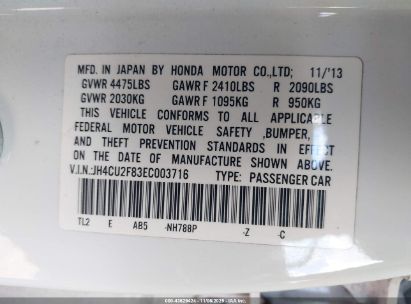 MFD. IN JAPAN BY HONDA MOTOR CO.,LTD; 11/'13
GVWR 4475LBS GAWR F 2410LBS R 2090LBS
GVWR 2030KG GAWR F 1095KG R 950KG
THIS VEHICLE CONFORMS TO ALL APPLICABLE
FEDERAL MOTOR VEHICLE SAFETY ,BUMPER, AND
AND THEFT PREVENTION STANDARDS IN EFFECT ON
THE DATE OF MANUFACTURE SHOWN ABOVE.
V.I.N.:JH4CU2F83EC003716 TYPE: PASSENGER CAR
TL2 E AB5 -NH788P -Z -C